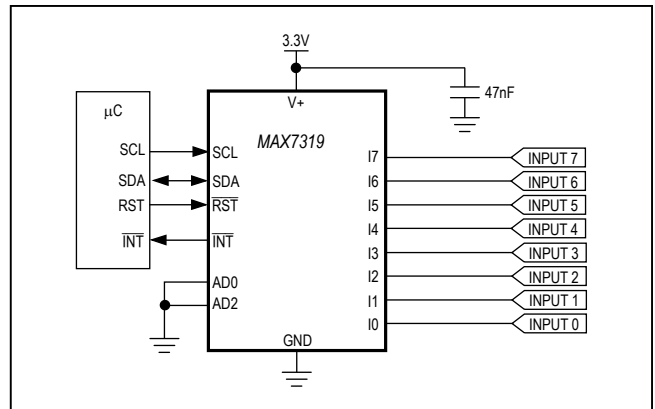 3.3V
47nF
μC
V+
MAX7319
SCL
SDA
RST
INT
SCL
SDA
RST
INT
AD0
AD2
GND
I7
I6
I5
I4
I3
I2
I1
I0
INPUT 7
INPUT 6
INPUT 5
INPUT 4
INPUT 3
INPUT 2
INPUT 1
INPUT 0